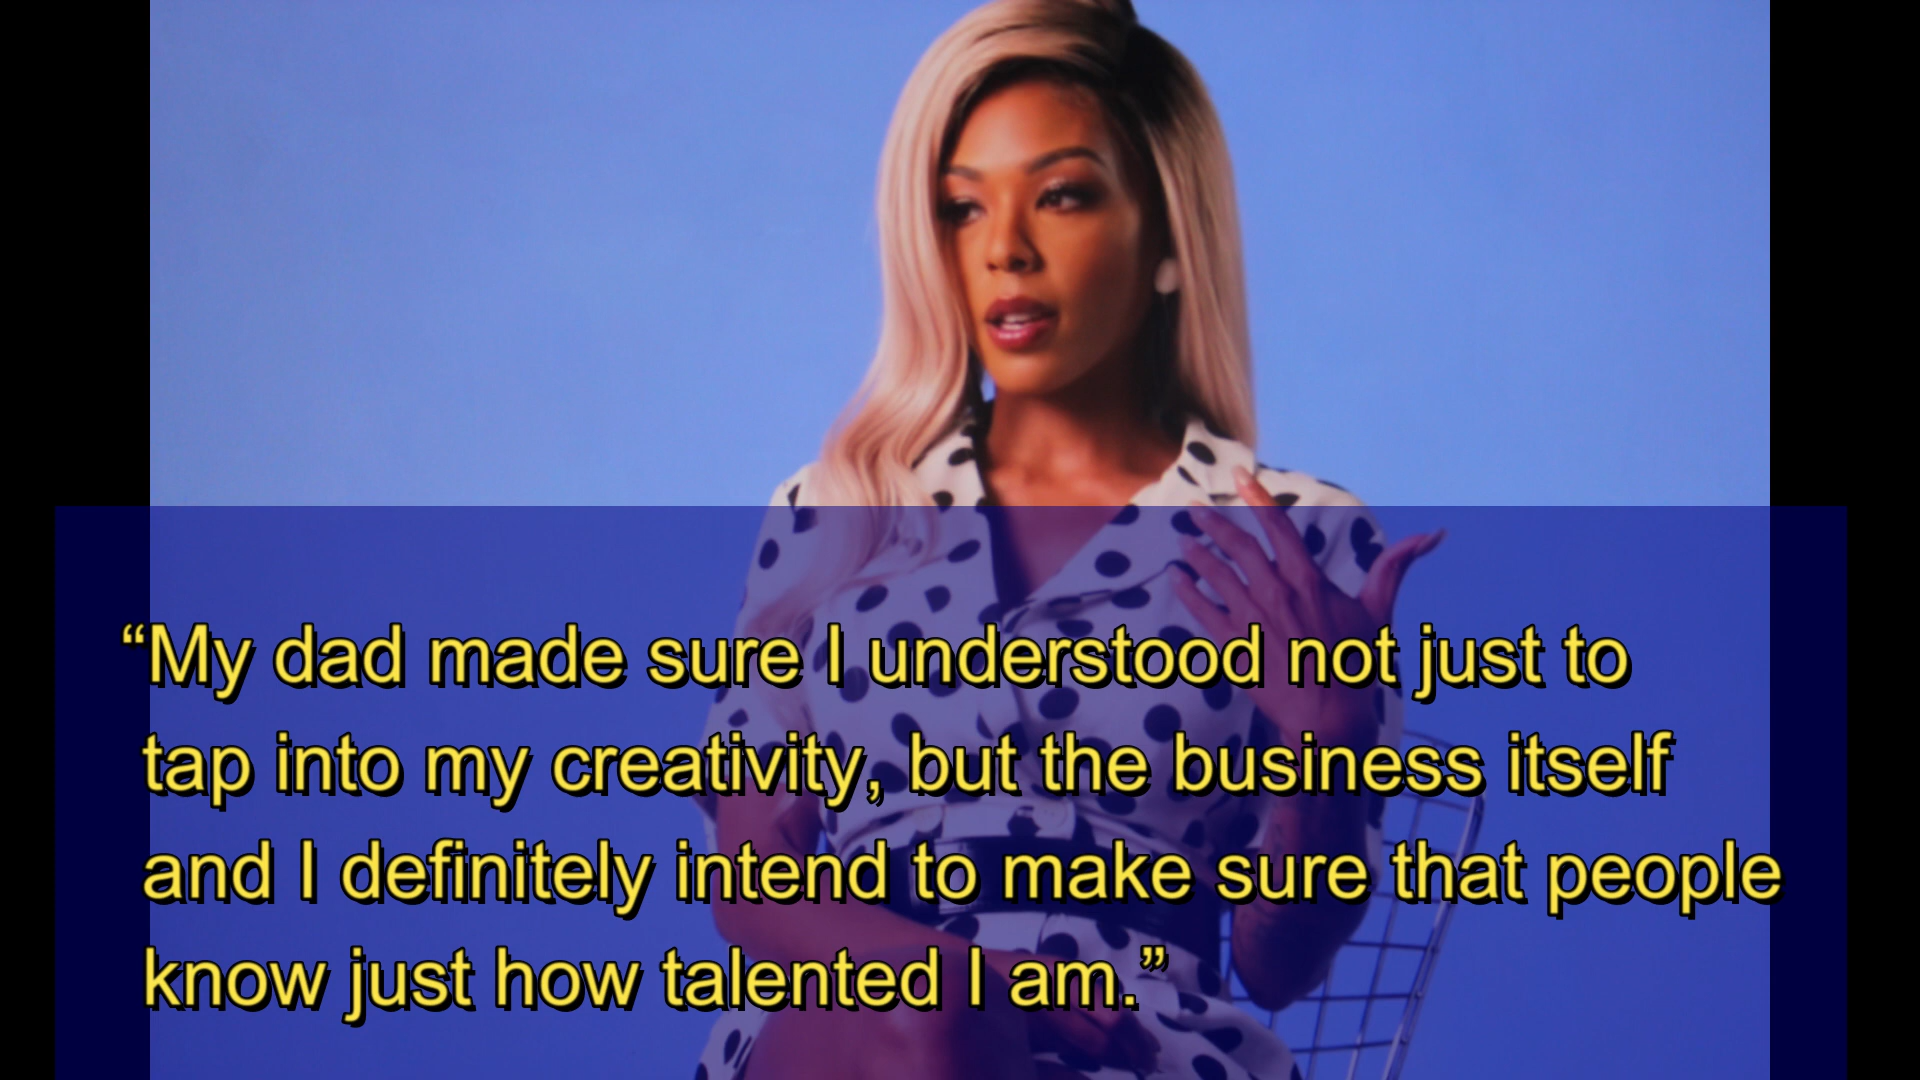 “My dad made sure I understood not just to
tap into my creativity, but the business itself
and I definitely intend to make sure that people
know just how talented I am.”